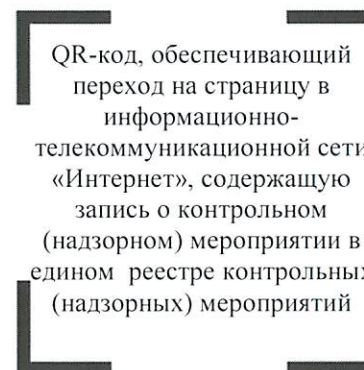 QR-код, обеспечивающий
переход на страницу в
информационно-
телекоммуникационной сети
«Интернет», содержащую
запись о контрольном
(надзорном) мероприятии в
едином реестре контрольных
(надзорных) мероприятий